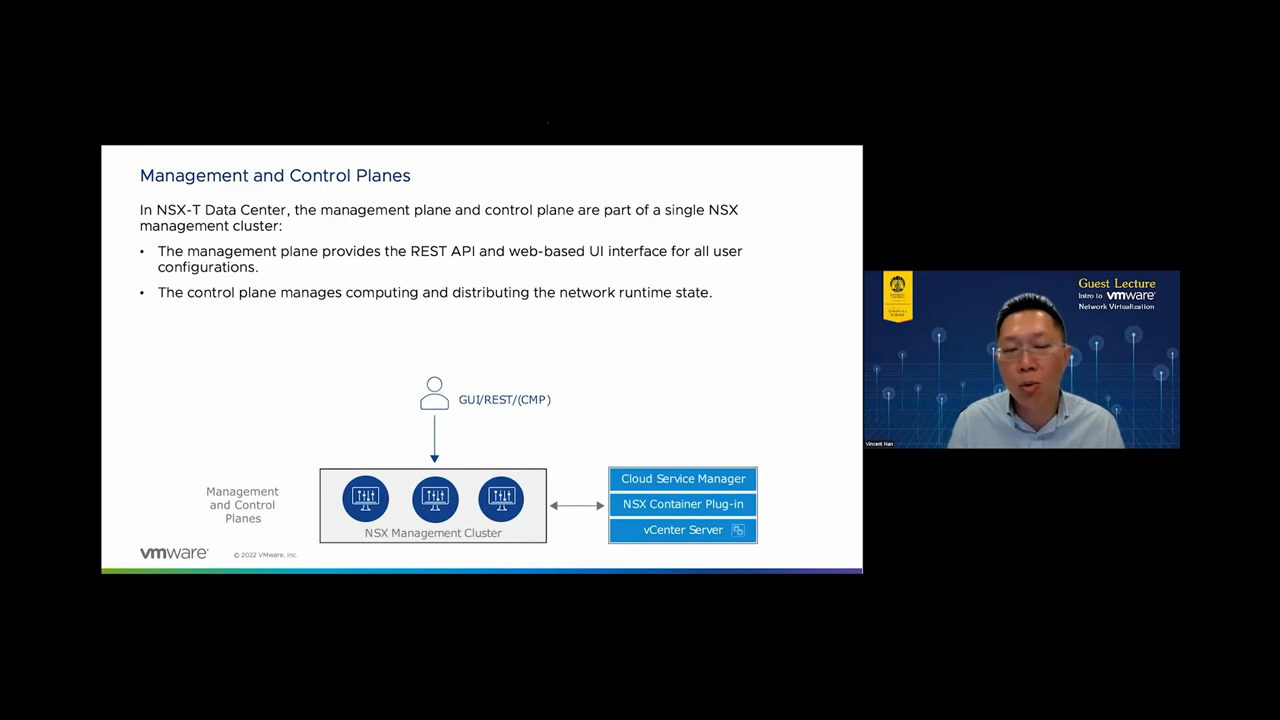 Management and Control Planes
In NSX-T Data Center, the management plane and control plane are part of a single NSX
management cluster:
• The management plane provides the REST API and web-based UI interface for all user
configurations.
• The control plane manages computing and distributing the network runtime state.
GUI/REST/(CMP)
Management
and Control
Planes
NSX Management Cluster
Cloud Service Manager
NSX Container Plug-in
vCenter Server
vmware®
© 2022 VMware, Inc.
Guest Lecture
Intro to vmware®
Network Virtualization
Vincent Han